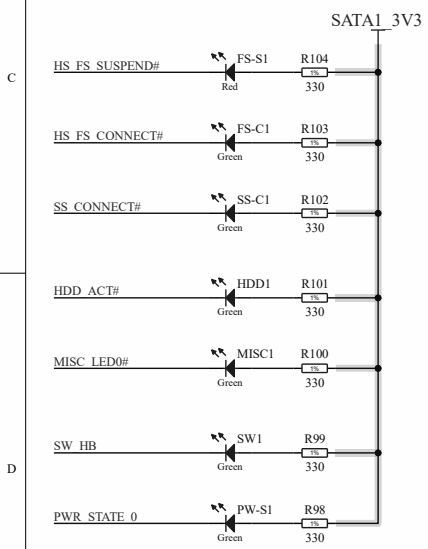 SATA1_3V3
C
HS_FS_SUSPEND# FS-S1 R104
Red 1%
330
HS_FS_CONNECT# FS-C1 R103
Green 1%
330
SS_CONNECT# SS-C1 R102
Green 1%
330
HDD_ACT# HDD1 R101
Green 1%
330
MISC_LED0# MISC1 R100
Green 1%
330
SW_HB SW1 R99
Green 1%
330
D
PWR_STATE_0 PW-S1 R98
Green 1%
330